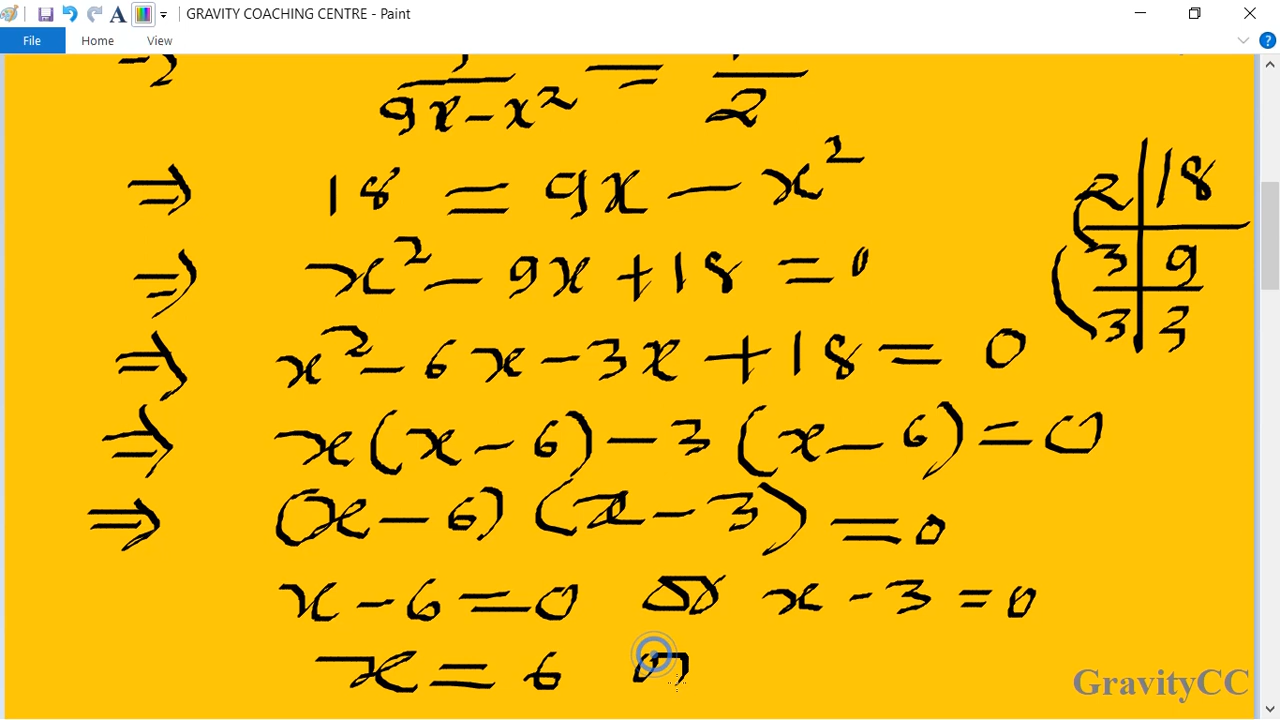 GRAVITY COACHING CENTRE - Paint
File Home View
9x - x² = 2
⇒ 18 = 9x - x²
⇒ x² - 9x + 18 = 0
⇒ x² - 6x - 3x + 18 = 0
⇒ x(x - 6) - 3(x - 6) = 0
⇒ (x - 6)(x - 3) = 0
x - 6 = 0 or x - 3 = 0
x = 6 or
2 | 18
3 | 9
3 | 3
GravityCC